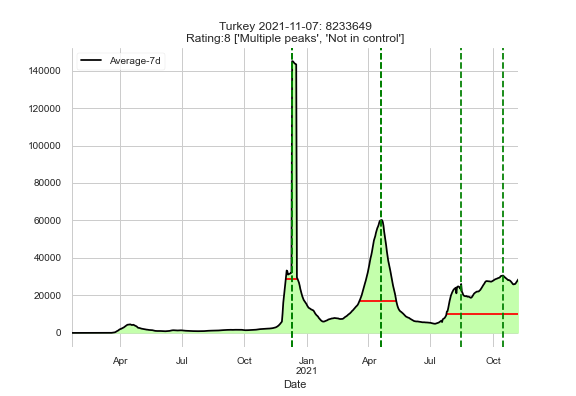 Turkey 2021-11-07: 8233649
Rating:8 ['Multiple peaks', 'Not in control']
Average-7d
140000
120000
100000
80000
60000
40000
20000
0
Apr Jul Oct Jan Apr Jul Oct
2021
Date